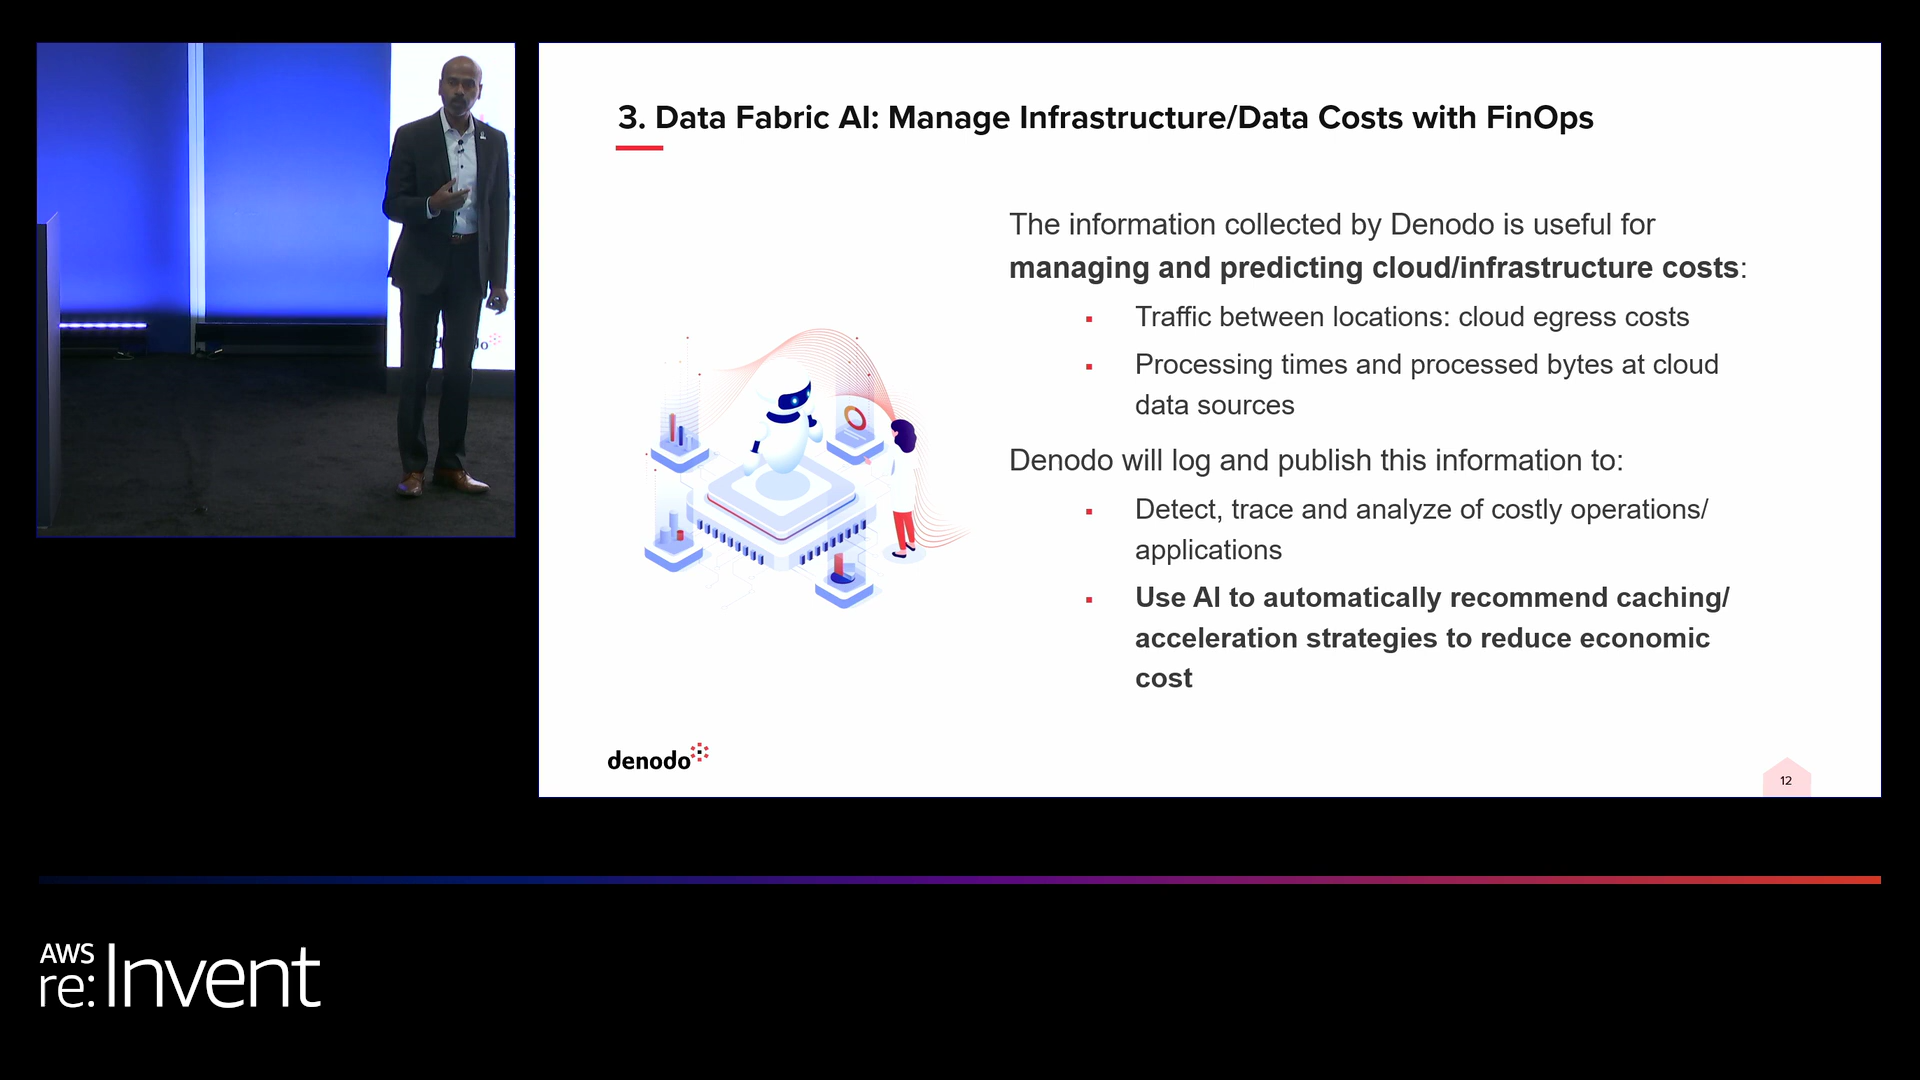 3. Data Fabric AI: Manage Infrastructure/Data Costs with FinOps
The information collected by Denodo is useful for
managing and predicting cloud/infrastructure costs:
▪ Traffic between locations: cloud egress costs
▪ Processing times and processed bytes at cloud
data sources
Denodo will log and publish this information to:
▪ Detect, trace and analyze of costly operations/
applications
▪ Use AI to automatically recommend caching/
acceleration strategies to reduce economic
cost
denodo
12
AWS
re:Invent